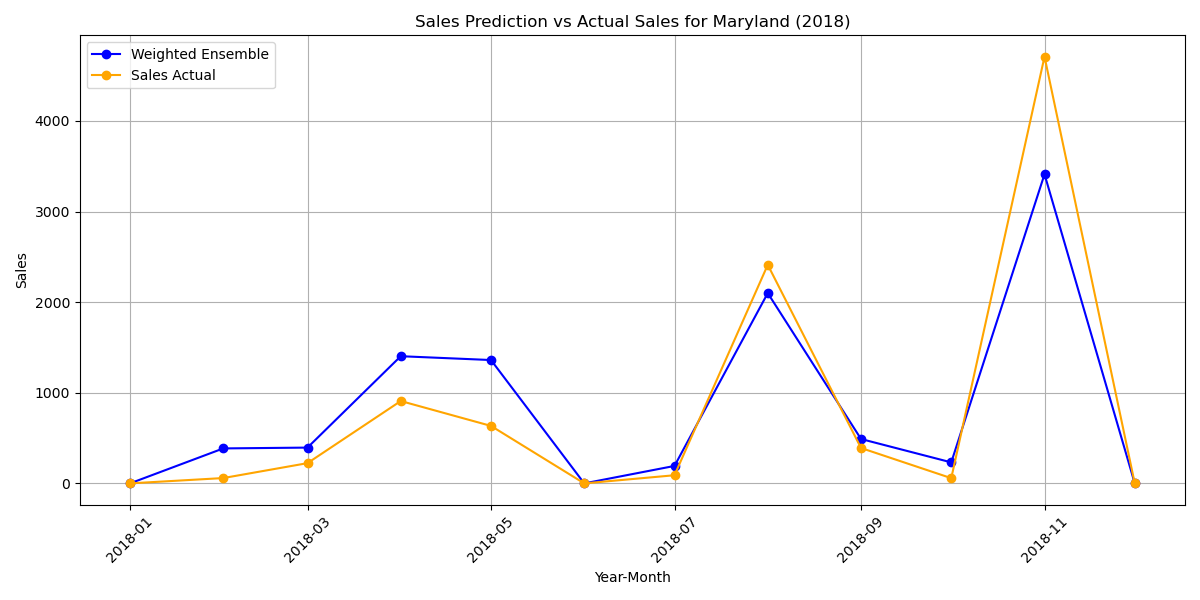 Sales Prediction vs Actual Sales for Maryland (2018)
Weighted Ensemble
Sales Actual
4000
3000
2000
1000
0
Sales
2018-01
2018-03
2018-05
2018-07
2018-09
2018-11
Year-Month